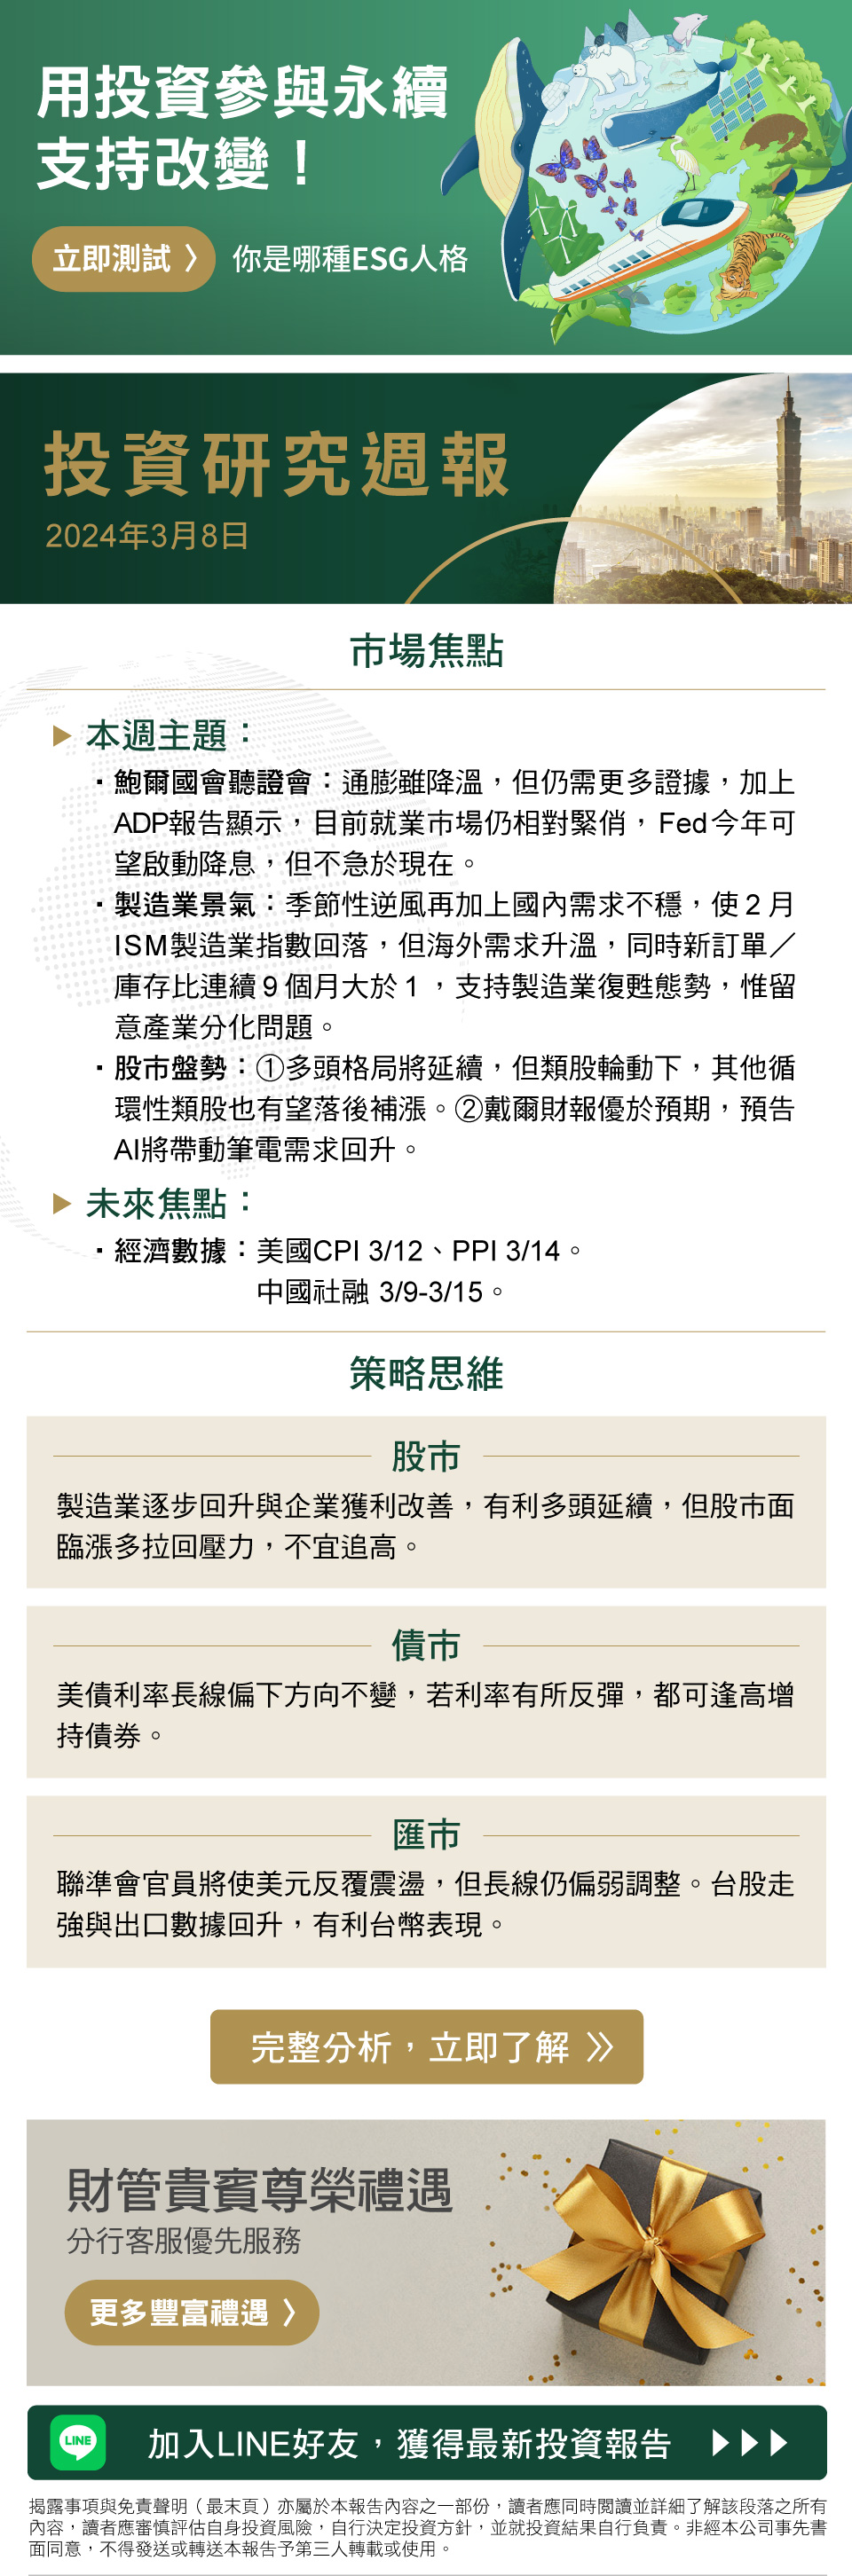 用投資參與永續
支持改變！
立即測試 〉 你是哪種ESG人格
投資研究週報
2024年3月8日
市場焦點
▶ 本週主題：
・鮑爾國會聽證會：通膨雖降溫，但仍需更多證據，加上
ADP報告顯示，目前就業市場仍相對緊俏，Fed今年可
望啟動降息，但不急於現在。
・製造業景氣：季節性逆風再加上國內需求不穩，使2月
ISM製造業指數回落，但海外需求升溫，同時新訂單／
庫存比連續9個月大於1，支持製造業復甦態勢，惟留
意產業分化問題。
・股市盤勢：①多頭格局將延續，但類股輪動下，其他循
環性類股也有望落後補漲。②戴爾財報優於預期，預告
AI將帶動筆電需求回升。
▶ 未來焦點：
・經濟數據：美國CPI 3/12、PPI 3/14。
中國社融 3/9-3/15。
策略思維
股市
製造業逐步回升與企業獲利改善，有利多頭延續，但股市面
臨漲多拉回壓力，不宜追高。
債市
美債利率長線偏下方向不變，若利率有所反彈，都可逢高增
持債券。
匯市
聯準會官員將使美元反覆震盪，但長線仍偏弱調整。台股走
強與出口數據回升，有利台幣表現。
完整分析，立即了解 》
財管貴賓尊榮禮遇
分行客服優先服務
更多豐富禮遇 〉
LINE 加入LINE好友，獲得最新投資報告 ▶▶▶
揭露事項與免責聲明（最末頁）亦屬於本報告內容之一部份，讀者應同時閱讀並詳細了解該段落之所有
內容，讀者應審慎評估自身投資風險，自行決定投資方針，並就投資結果自行負責。非經本公司事先書
面同意，不得發送或轉送本報告予第三人轉載或使用。